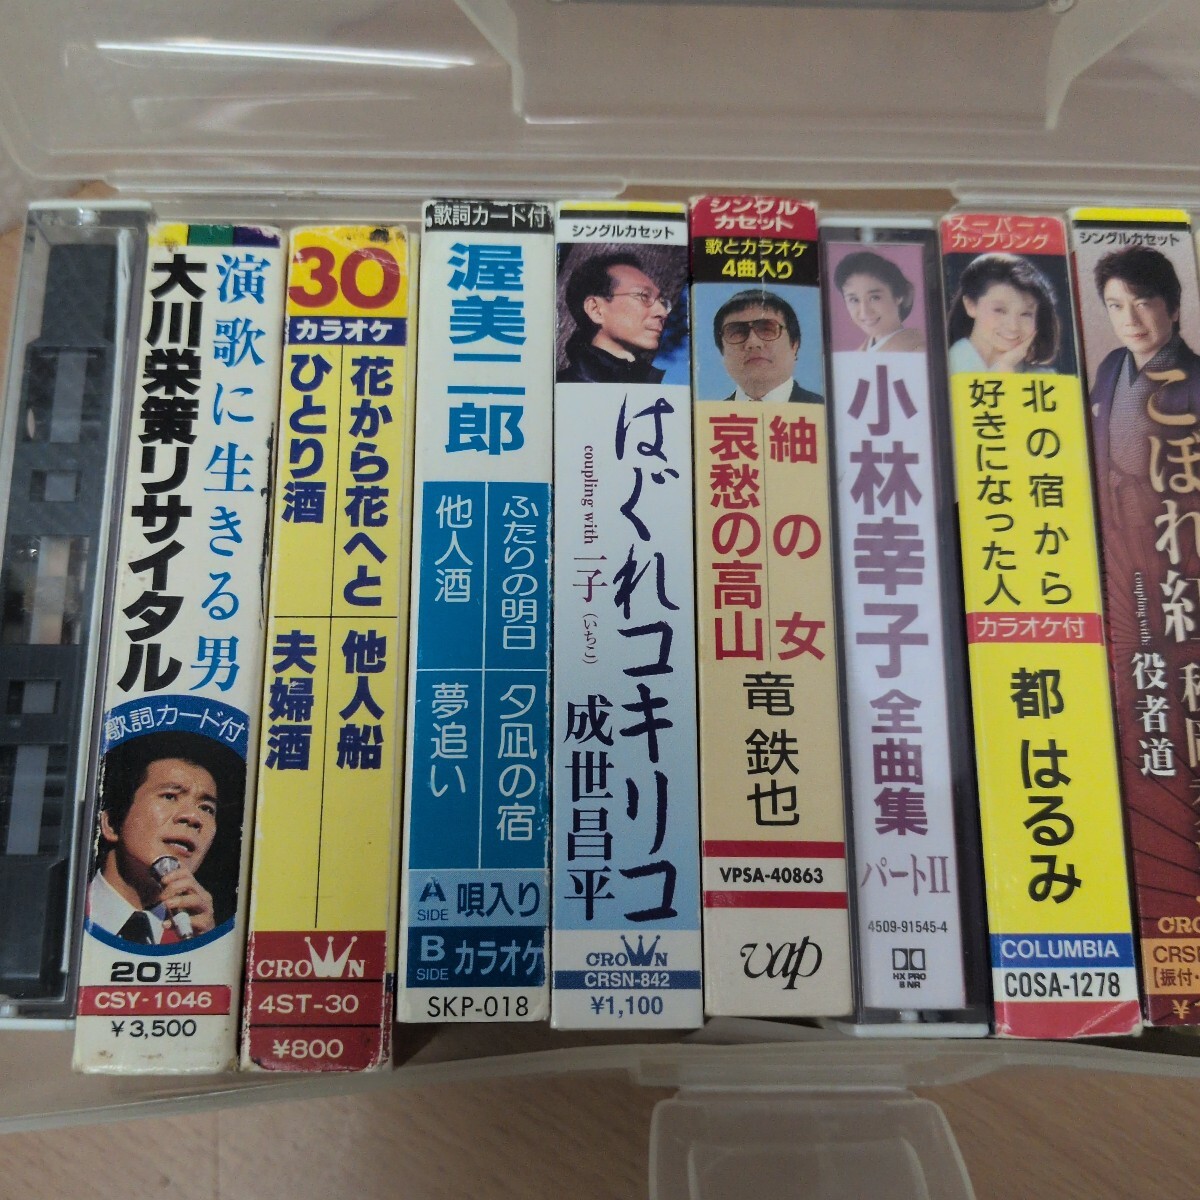 演歌に生きる男
大川栄策リサイタル
歌詞カード付
20型
CSY-1046
¥3,500
30
カラオケ
花から花へと
ひとり酒
他人船
夫婦酒
CROWN
4ST-30
¥800
歌詞カード付
渥美二郎
ふたりの明日
他人酒
夕凪の宿
夢追い
A SIDE 唄入り
B SIDE カラオケ
SKP-018
シングルカセット
はぐれコキリコ
coupling with 一子(いちこ)
成世昌平
CROWN
CRSN-842
¥1,100
シングルカセット
歌とカラオケ
4曲入り
紬の女
哀愁の高山
竜鉄也
VPSA-40863
vap
小林幸子全曲集
パートII
4509-91545-4
HX PRO
B NR
スーパー・カップリング
北の宿から
好きになった人
カラオケ付
都はるみ
COLUMBIA
COSA-1278
シングルカセット
こぼれ紅
coupling with: 役者道